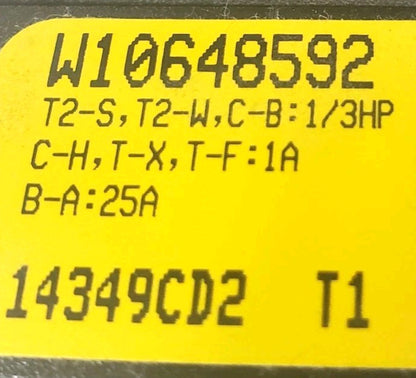 W10648592
T2-S,T2-W,C-B:1/3HP
C-H,T-X,T-F:1A
B-A:25A
14349CD2 T1